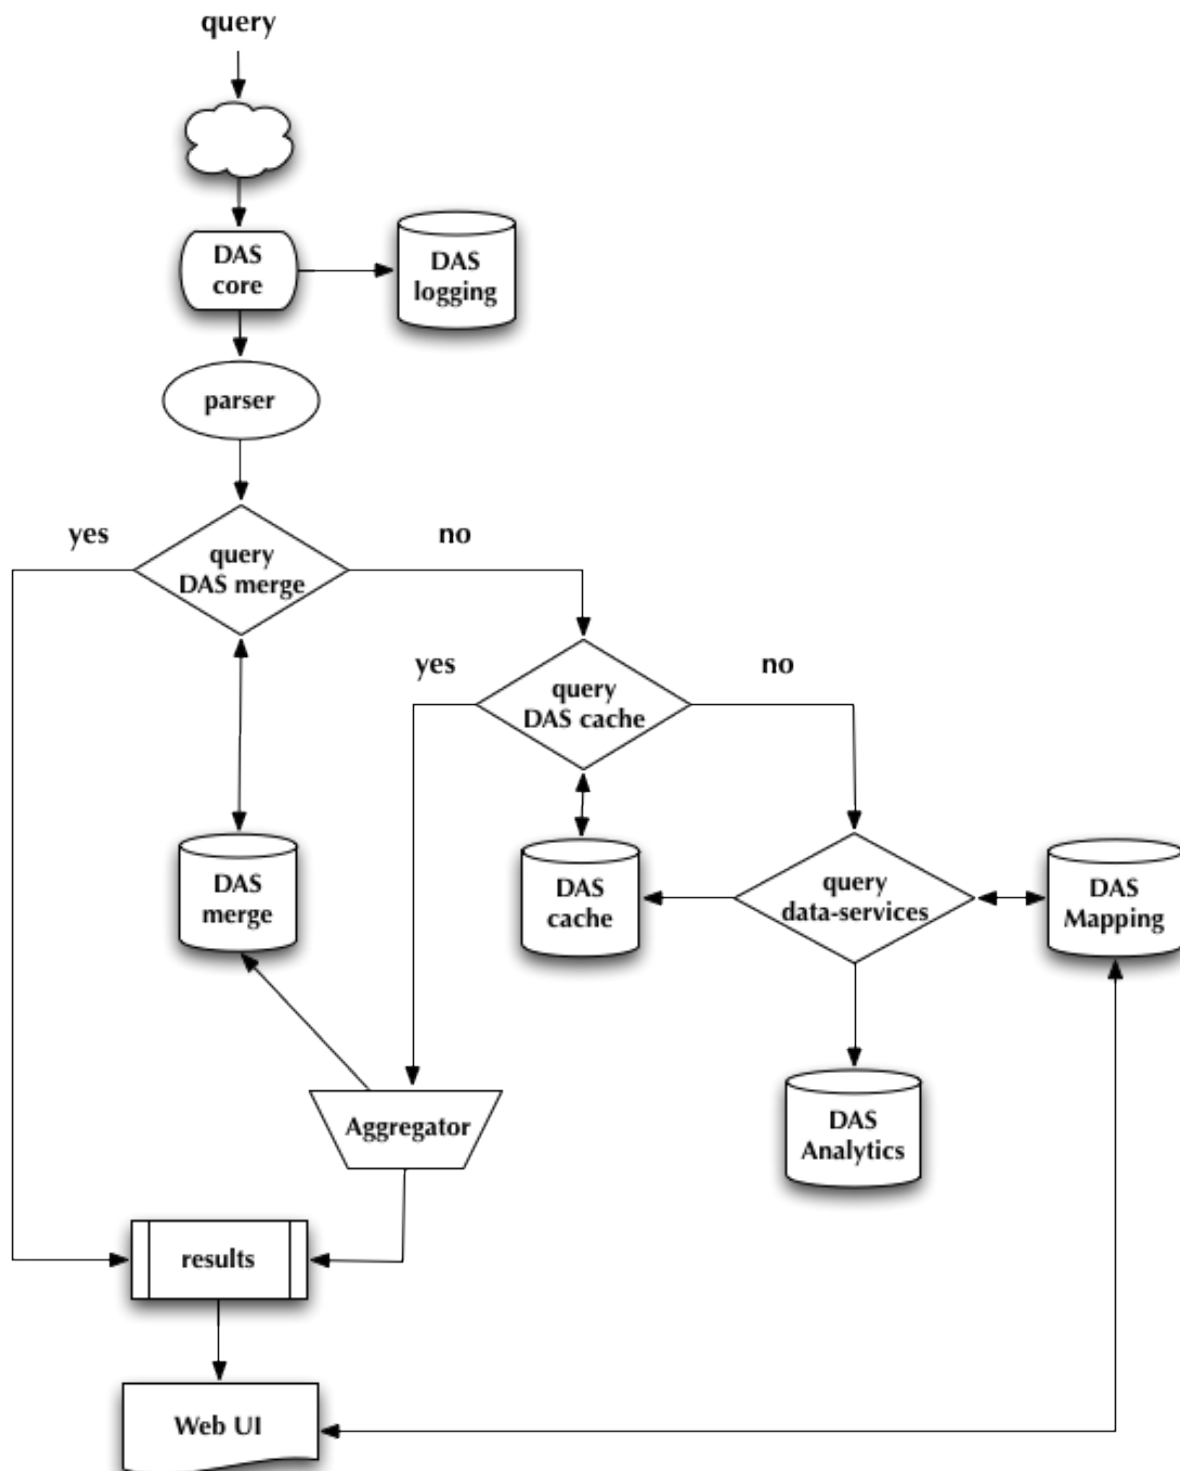 query
DAS
core
DAS
logging
parser
yes
no
query
DAS merge
yes
no
query
DAS cache
DAS
merge
DAS
cache
query
data-services
DAS
Mapping
Aggregator
DAS
Analytics
results
Web UI